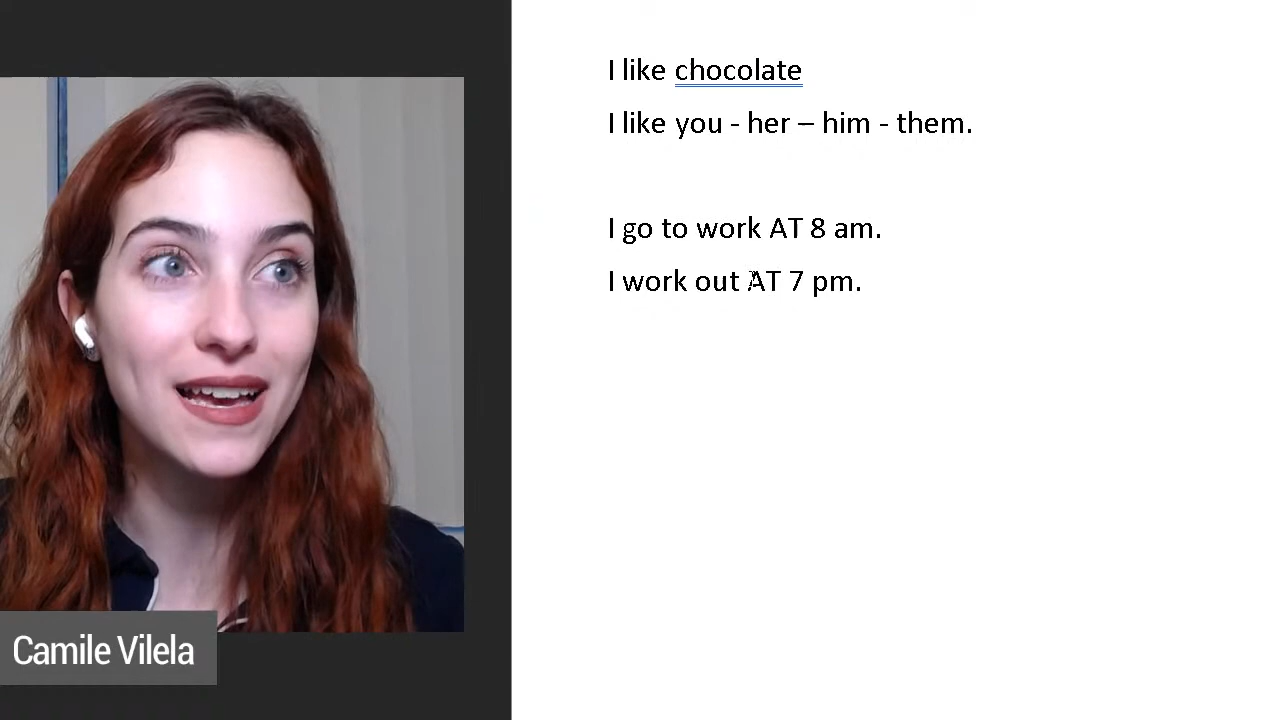 I like chocolate
I like you - her – him - them.
I go to work AT 8 am.
I work out AT 7 pm.
Camile Vilela